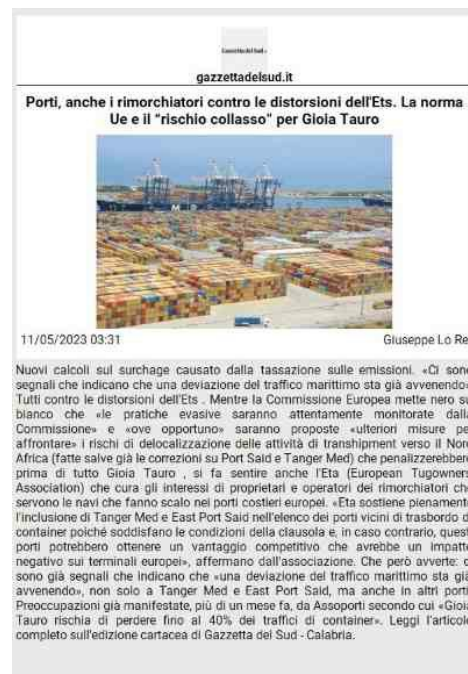 Gazzetta del Sud
gazzettadelsud.it
Porti, anche i rimorchiatori contro le distorsioni dell'Ets. La norma
Ue e il “rischio collasso” per Gioia Tauro
11/05/2023 03:31
Giuseppe Lo Re
Nuovi calcoli sul surchage causato dalla tassazione sulle emissioni. «Ci sono
segnali che indicano che una deviazione del traffico marittimo sta già avvenendo»
Tutti contro le distorsioni dell'Ets . Mentre la Commissione Europea mette nero su
bianco che «le pratiche evasive saranno attentamente monitorate dalla
Commissione» e «ove opportuno» saranno proposte «ulteriori misure per
affrontare» i rischi di delocalizzazione delle attività di transhipment verso il Nord
Africa (fatte salve già le correzioni su Port Said e Tanger Med) che penalizzerebbero
prima di tutto Gioia Tauro , si fa sentire anche l'Eta (European Tugowners
Association) che cura gli interessi di proprietari e operatori dei rimorchiatori che
servono le navi che fanno scalo nei porti costieri europei. «Eta sostiene pienamente
l'inclusione di Tanger Med e East Port Said nell'elenco dei porti vicini di trasbordo di
container poiché soddisfano le condizioni della clausola e, in caso contrario, questi
porti potrebbero ottenere un vantaggio competitivo che avrebbe un impatto
negativo sui terminali europei», affermano dall'associazione. Che però avverte: ci
sono già segnali che indicano che «una deviazione del traffico marittimo sta già
avvenendo», non solo a Tanger Med e East Port Said, ma anche in altri porti.
Preoccupazioni già manifestate, più di un mese fa, da Assoporti secondo cui «Gioia
Tauro rischia di perdere fino al 40% dei traffici di container». Leggi l'articolo
completo sull'edizione cartacea di Gazzetta del Sud - Calabria.